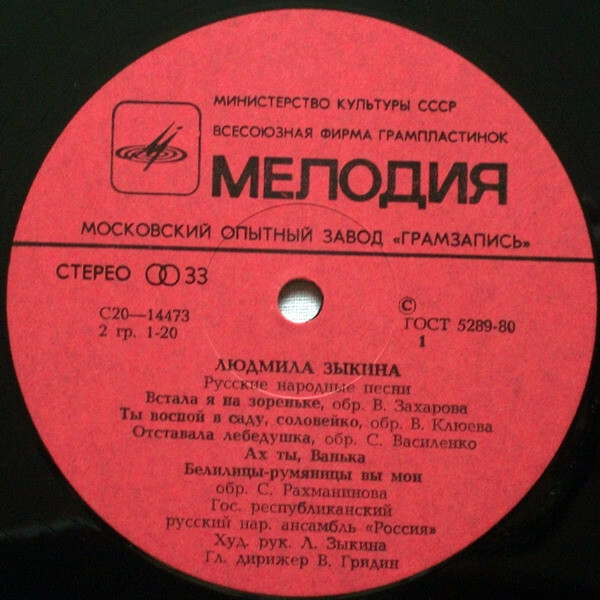 МИНИСТЕРСТВО КУЛЬТУРЫ СССР
ВСЕСОЮЗНАЯ ФИРМА ГРАМПЛАСТИНОК
МЕЛОДИЯ
МОСКОВСКИЙ ОПЫТНЫЙ ЗАВОД «ГРАМЗАПИСЬ»
СТЕРЕО 33
С20—14473
2 гр. 1-20
©
ГОСТ 5289-80
1
ЛЮДМИЛА ЗЫКИНА
Русские народные песни
Встала я на зореньке, обр. В. Захарова
Ты воспой в саду, соловейко, обр. В. Клюева
Отставала лебедушка, обр. С. Василенко
Ах ты, Ванька
Белилицы-румяницы вы мои
обр. С. Рахманинова
Гос. республиканский
русский нар. ансамбль «Россия»
Худ. рук. Л. Зыкина
Гл. дирижер В. Гридин